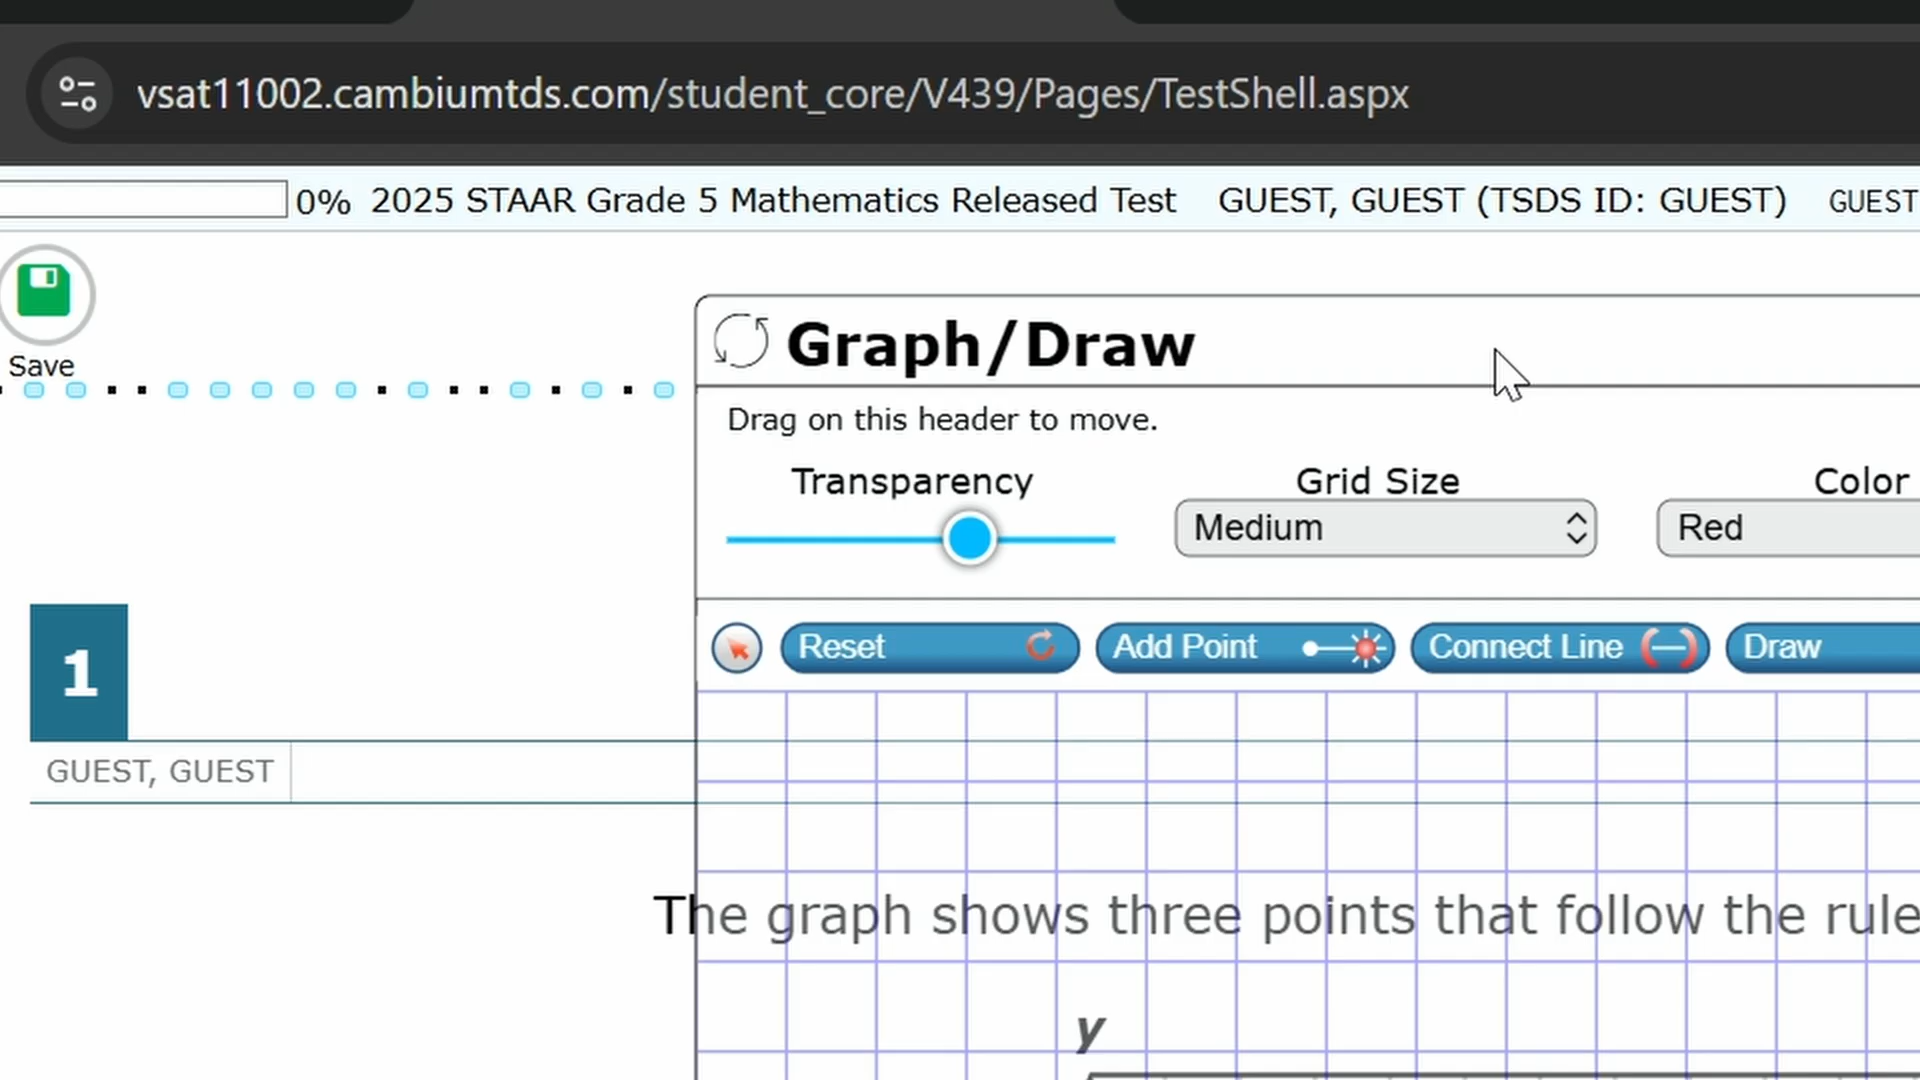 vsat11002.cambiumtds.com/student_core/V439/Pages/TestShell.aspx
0% 2025 STAAR Grade 5 Mathematics Released Test GUEST, GUEST (TSDS ID: GUEST) GUEST
Save
Graph/Draw
Drag on this header to move.
Transparency Grid Size Color
Medium Red
Reset Add Point Connect Line Draw
1
GUEST, GUEST
The graph shows three points that follow the rule
y